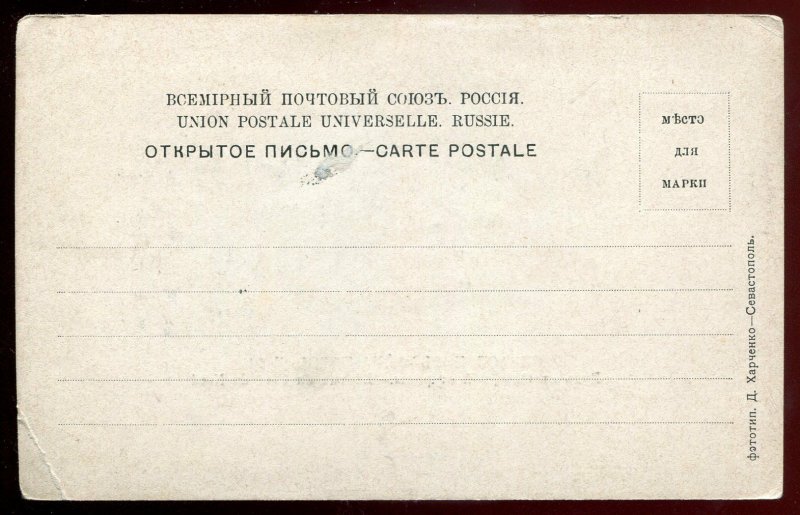 ВСЕМІРНЫЙ ПОЧТОВЫЙ СОЮЗЪ. РОССІЯ.
UNION POSTALE UNIVERSELLE. RUSSIE.
ОТКРЫТОЕ ПИСЬМО.—CARTE POSTALE
МѢСТО
ДЛЯ
МАРКИ
Фототип. Д. Харченко—Севастополь.